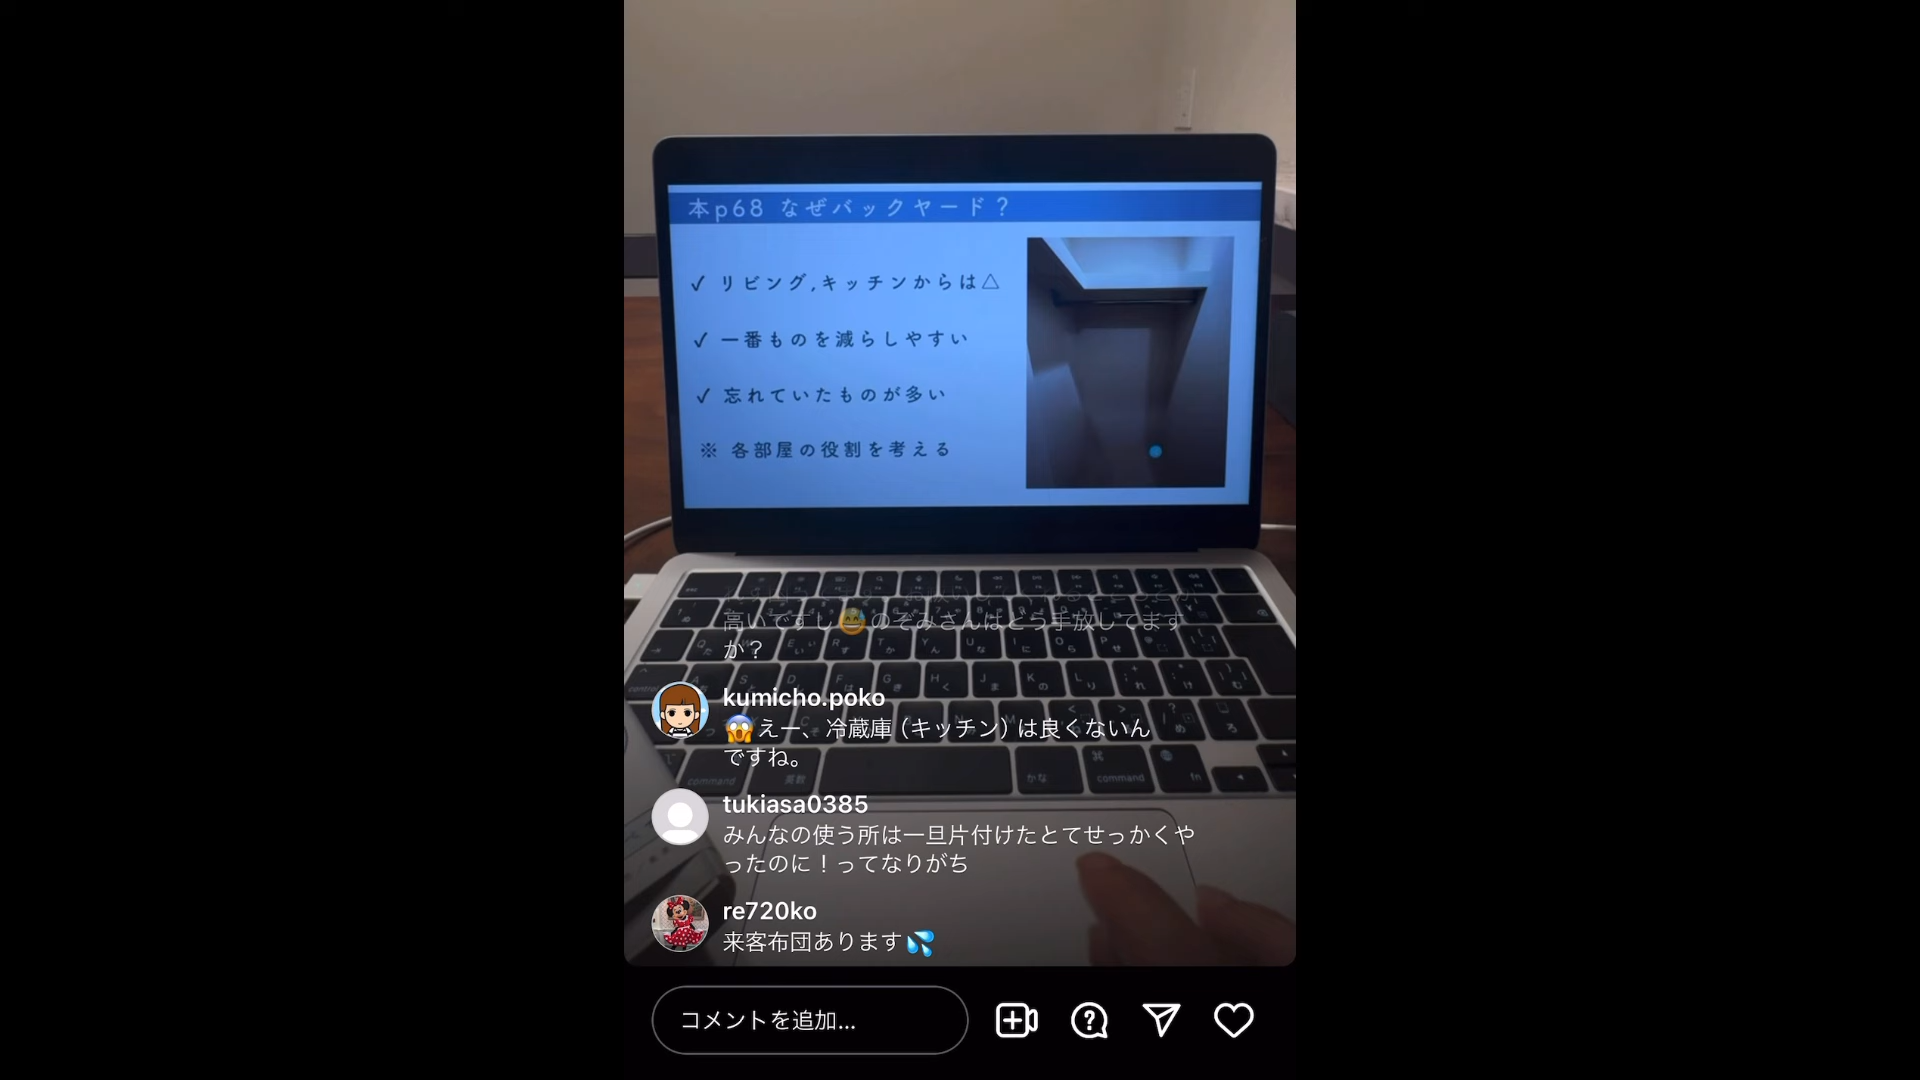 本p68 なぜバックヤード？
✓ リビング,キッチンからは△
✓ 一番ものを減らしやすい
✓ 忘れていたものが多い
※ 各部屋の役割を考える
高いですし😅のぞみさんはどう手放してます
か？
kumicho.poko
😱えー、冷蔵庫（キッチン）は良くないん
ですね。
tukiasa0385
みんなの使う所は一旦片付けたとてせっかくや
ったのに！ってなりがち
re720ko
来客布団あります💦
コメントを追加...
command
英数
かな
command
fn